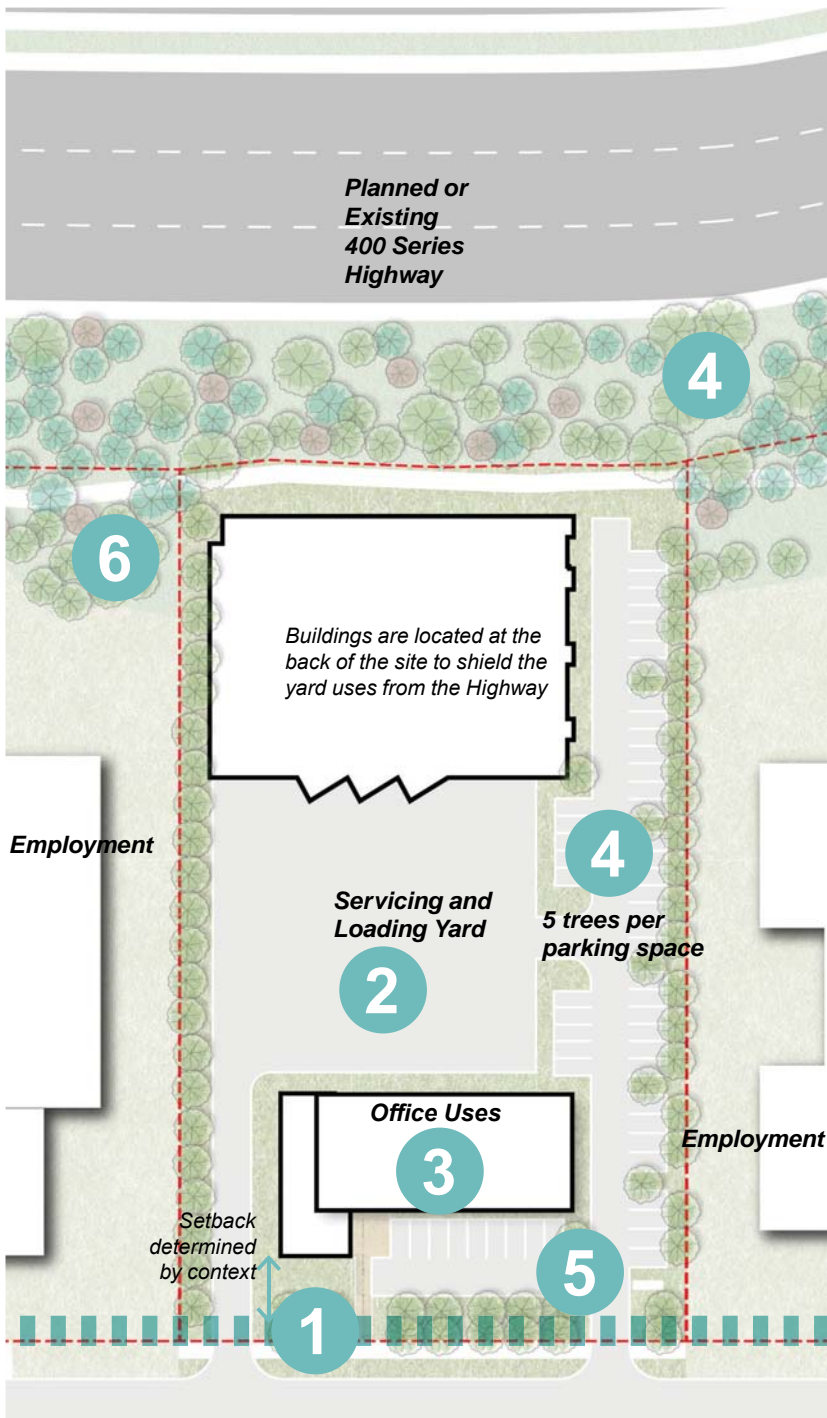 Planned or
Existing
400 Series
Highway
4
6
Buildings are located at the
back of the site to shield the
yard uses from the Highway
Employment
4
Servicing and
Loading Yard
5 trees per
parking space
2
Office Uses
3
Employment
Setback
determined
by context
5
1